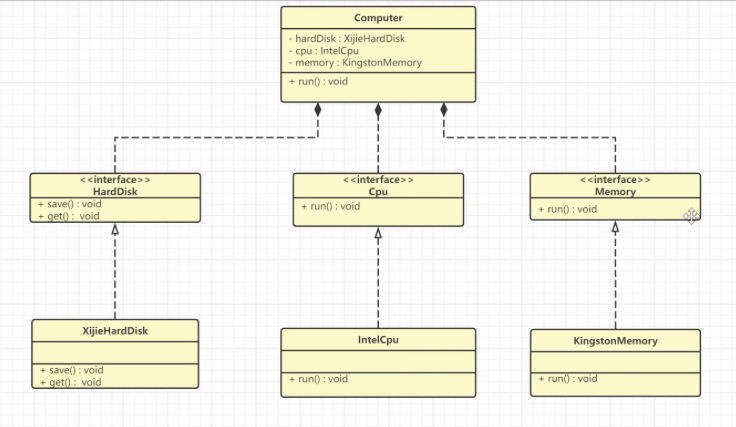 Computer
- hardDisk : XijieHardDisk
- cpu : IntelCpu
- memory : KingstonMemory
+ run() : void
<<interface>>
HardDisk
+ save() : void
+ get() :  void
<<interface>>
Cpu
+ run() : void
<<interface>>
Memory
+ run() : void
XijieHardDisk
+ save() : void
+ get() :  void
IntelCpu
+ run() : void
KingstonMemory
+ run() : void